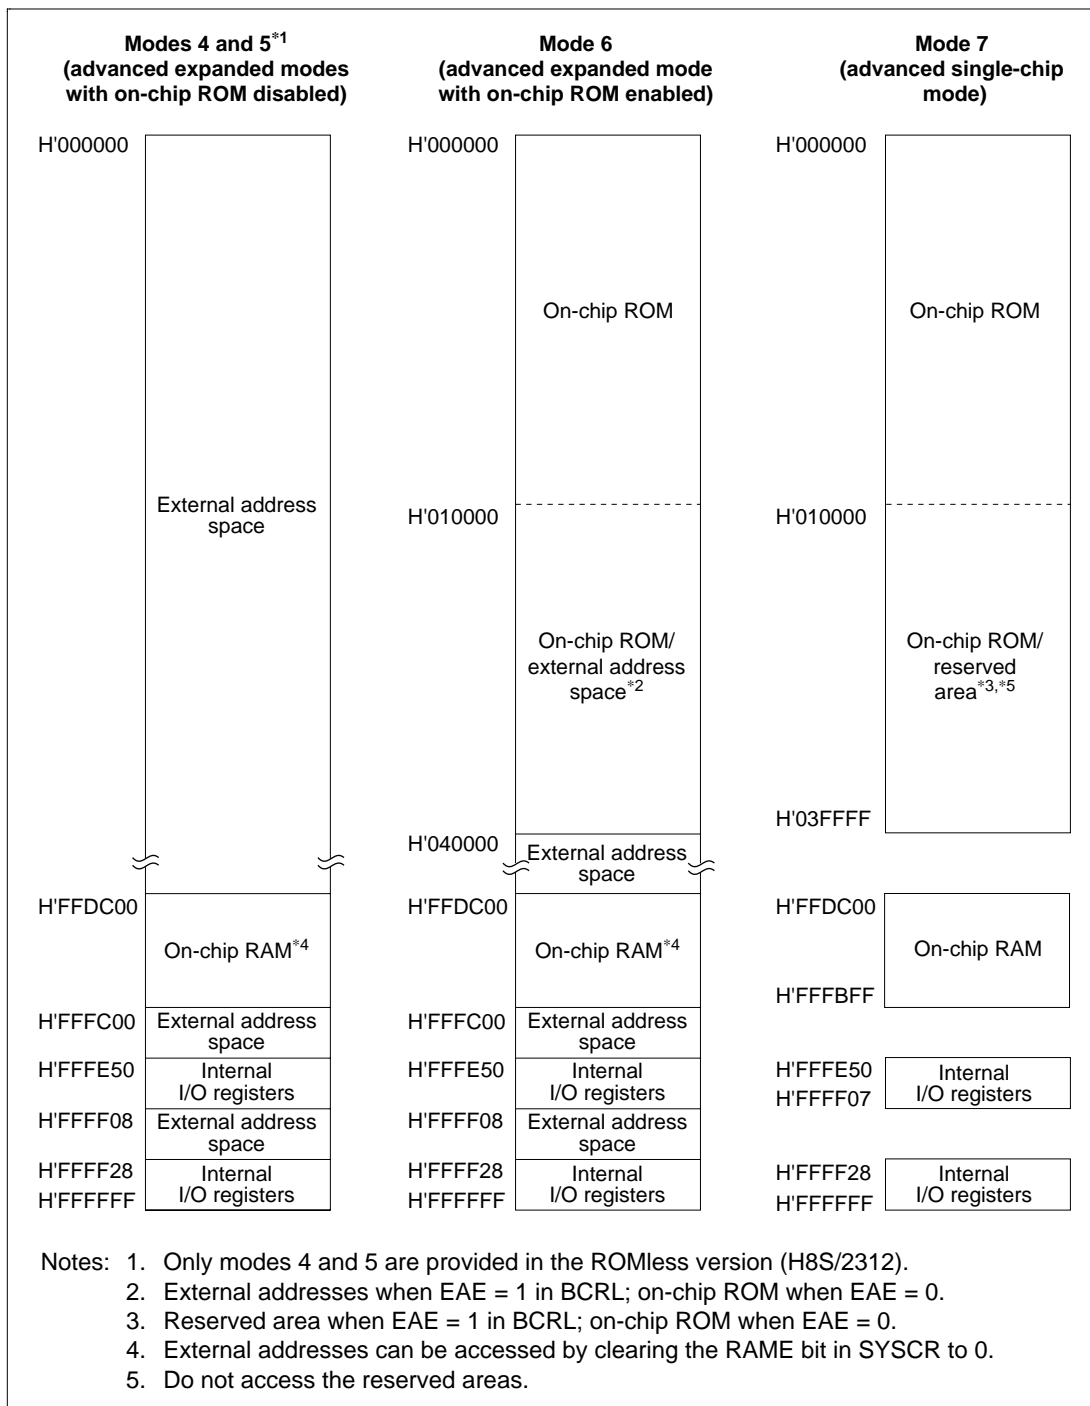 Modes 4 and 5*1
(advanced expanded modes
with on-chip ROM disabled)
H'000000
External address
space
H'FFDC00
On-chip RAM*4
H'FFFC00
External address
space
H'FFFE50
Internal
I/O registers
H'FFFF08
External address
space
H'FFFF28
Internal
I/O registers
H'FFFFFF
Mode 6
(advanced expanded mode
with on-chip ROM enabled)
H'000000
On-chip ROM
H'010000
On-chip ROM/
external address
space*2
H'040000
External address
space
H'FFDC00
On-chip RAM*4
H'FFFC00
External address
space
H'FFFE50
Internal
I/O registers
H'FFFF08
External address
space
H'FFFF28
Internal
I/O registers
H'FFFFFF
Mode 7
(advanced single-chip
mode)
H'000000
On-chip ROM
H'010000
On-chip ROM/
reserved
area*3,*5
H'03FFFF
H'FFDC00
On-chip RAM
H'FFFBFF
H'FFFE50
Internal
I/O registers
H'FFFF07
H'FFFF28
Internal
I/O registers
H'FFFFFF
Notes: 1. Only modes 4 and 5 are provided in the ROMless version (H8S/2312).
2. External addresses when EAE = 1 in BCRL; on-chip ROM when EAE = 0.
3. Reserved area when EAE = 1 in BCRL; on-chip ROM when EAE = 0.
4. External addresses can be accessed by clearing the RAME bit in SYSCR to 0.
5. Do not access the reserved areas.